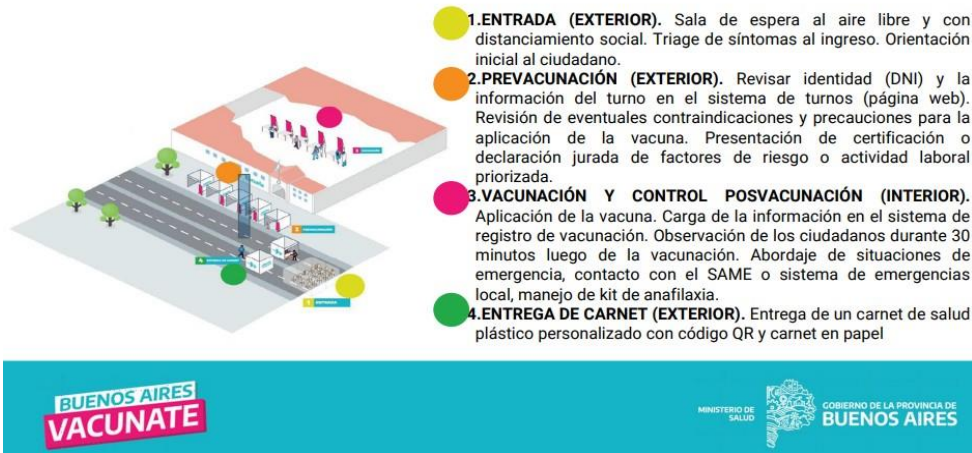 1.ENTRADA (EXTERIOR). Sala de espera al aire libre y con
distanciamiento social. Triage de síntomas al ingreso. Orientación
inicial al ciudadano.
2.PREVACUNACIÓN (EXTERIOR). Revisar identidad (DNI) y la
información del turno en el sistema de turnos (página web).
Revisión de eventuales contraindicaciones y precauciones para la
aplicación de la vacuna. Presentación de certificación o
declaración jurada de factores de riesgo o actividad laboral
priorizada.
3.VACUNACIÓN Y CONTROL POSVACUNACIÓN (INTERIOR).
Aplicación de la vacuna. Carga de la información en el sistema de
registro de vacunación. Observación de los ciudadanos durante 30
minutos luego de la vacunación. Abordaje de situaciones de
emergencia, contacto con el SAME o sistema de emergencias
local, manejo de kit de anafilaxia.
4.ENTREGA DE CARNET (EXTERIOR). Entrega de un carnet de salud
plástico personalizado con código QR y carnet en papel
BUENOS AIRES
VACUNATE
MINISTERIO DE
SALUD
GOBIERNO DE LA PROVINCIA DE
BUENOS AIRES